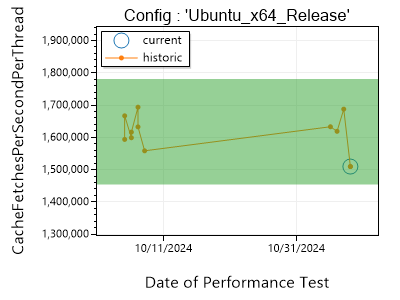 Config : 'Ubuntu_x64_Release'
CacheFetchesPerSecondPerThread
1,900,000
1,800,000
1,700,000
1,600,000
1,500,000
1,400,000
1,300,000
current
historic
10/11/2024
10/31/2024
Date of Performance Test